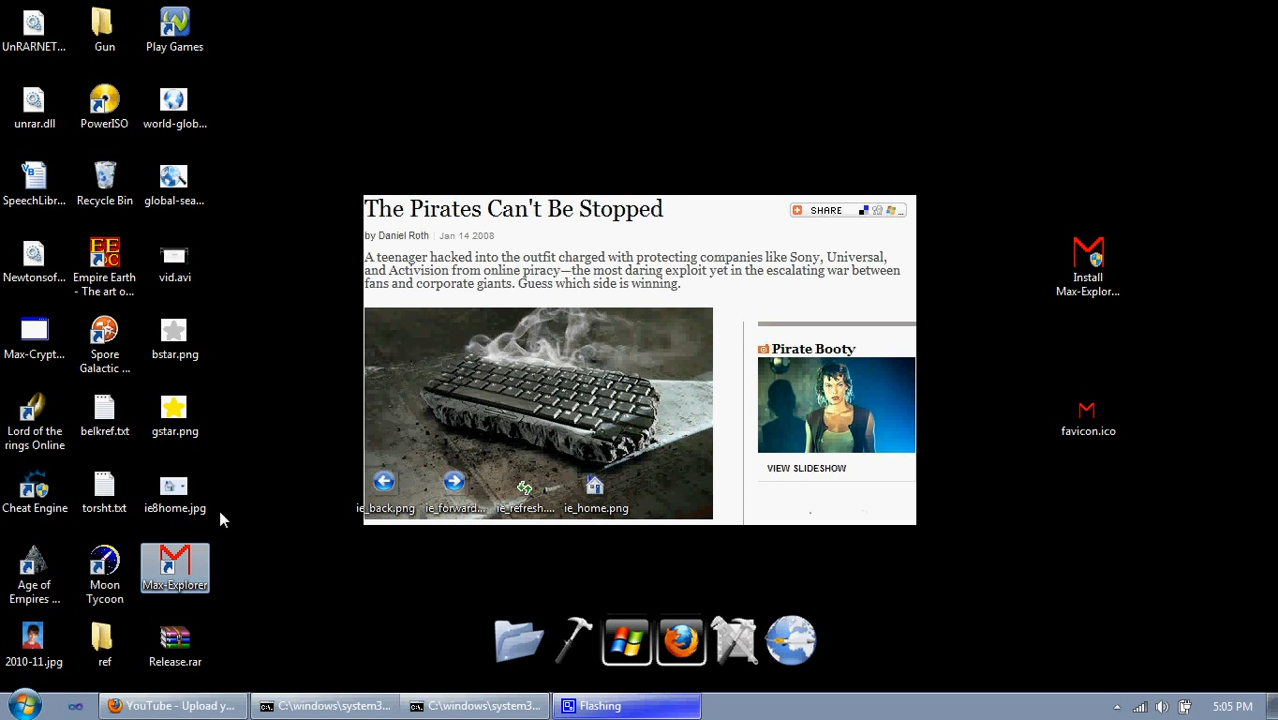 UnRARNET...
Gun
Play Games
unrar.dll
PowerISO
world-glob...
SpeechLibr...
Recycle Bin
global-sea...
Newtonsof...
Empire Earth
- The art o...
vid.avi
Max-Crypt...
Spore
Galactic ...
bstar.png
Lord of the
rings Online
belkref.txt
gstar.png
Cheat Engine
torsht.txt
ie8home.jpg
Age of
Empires ...
Moon
Tycoon
Max-Explorer
2010-11.jpg
ref
Release.rar
The Pirates Can't Be Stopped
SHARE
by Daniel Roth | Jan 14 2008
A teenager hacked into the outfit charged with protecting companies like Sony, Universal,
and Activision from online piracy—the most daring exploit yet in the escalating war between
fans and corporate giants. Guess which side is winning.
Pirate Booty
VIEW SLIDESHOW
ie_back.png
ie_forward...
ie_refresh....
ie_home.png
Install
Max-Explor...
favicon.ico
YouTube - Upload y...
C:\windows\system3...
C:\windows\system3...
Flashing
5:05 PM